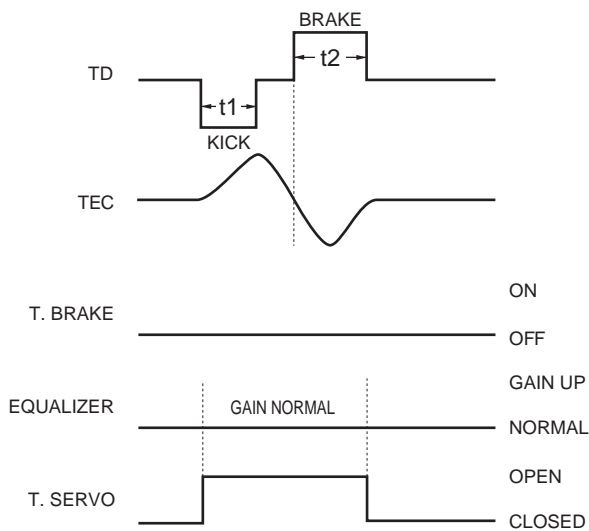 BRAKE
TD
t1
t2
KICK
TEC
ON
T. BRAKE
OFF
GAIN UP
EQUALIZER
GAIN NORMAL
NORMAL
OPEN
T. SERVO
CLOSED